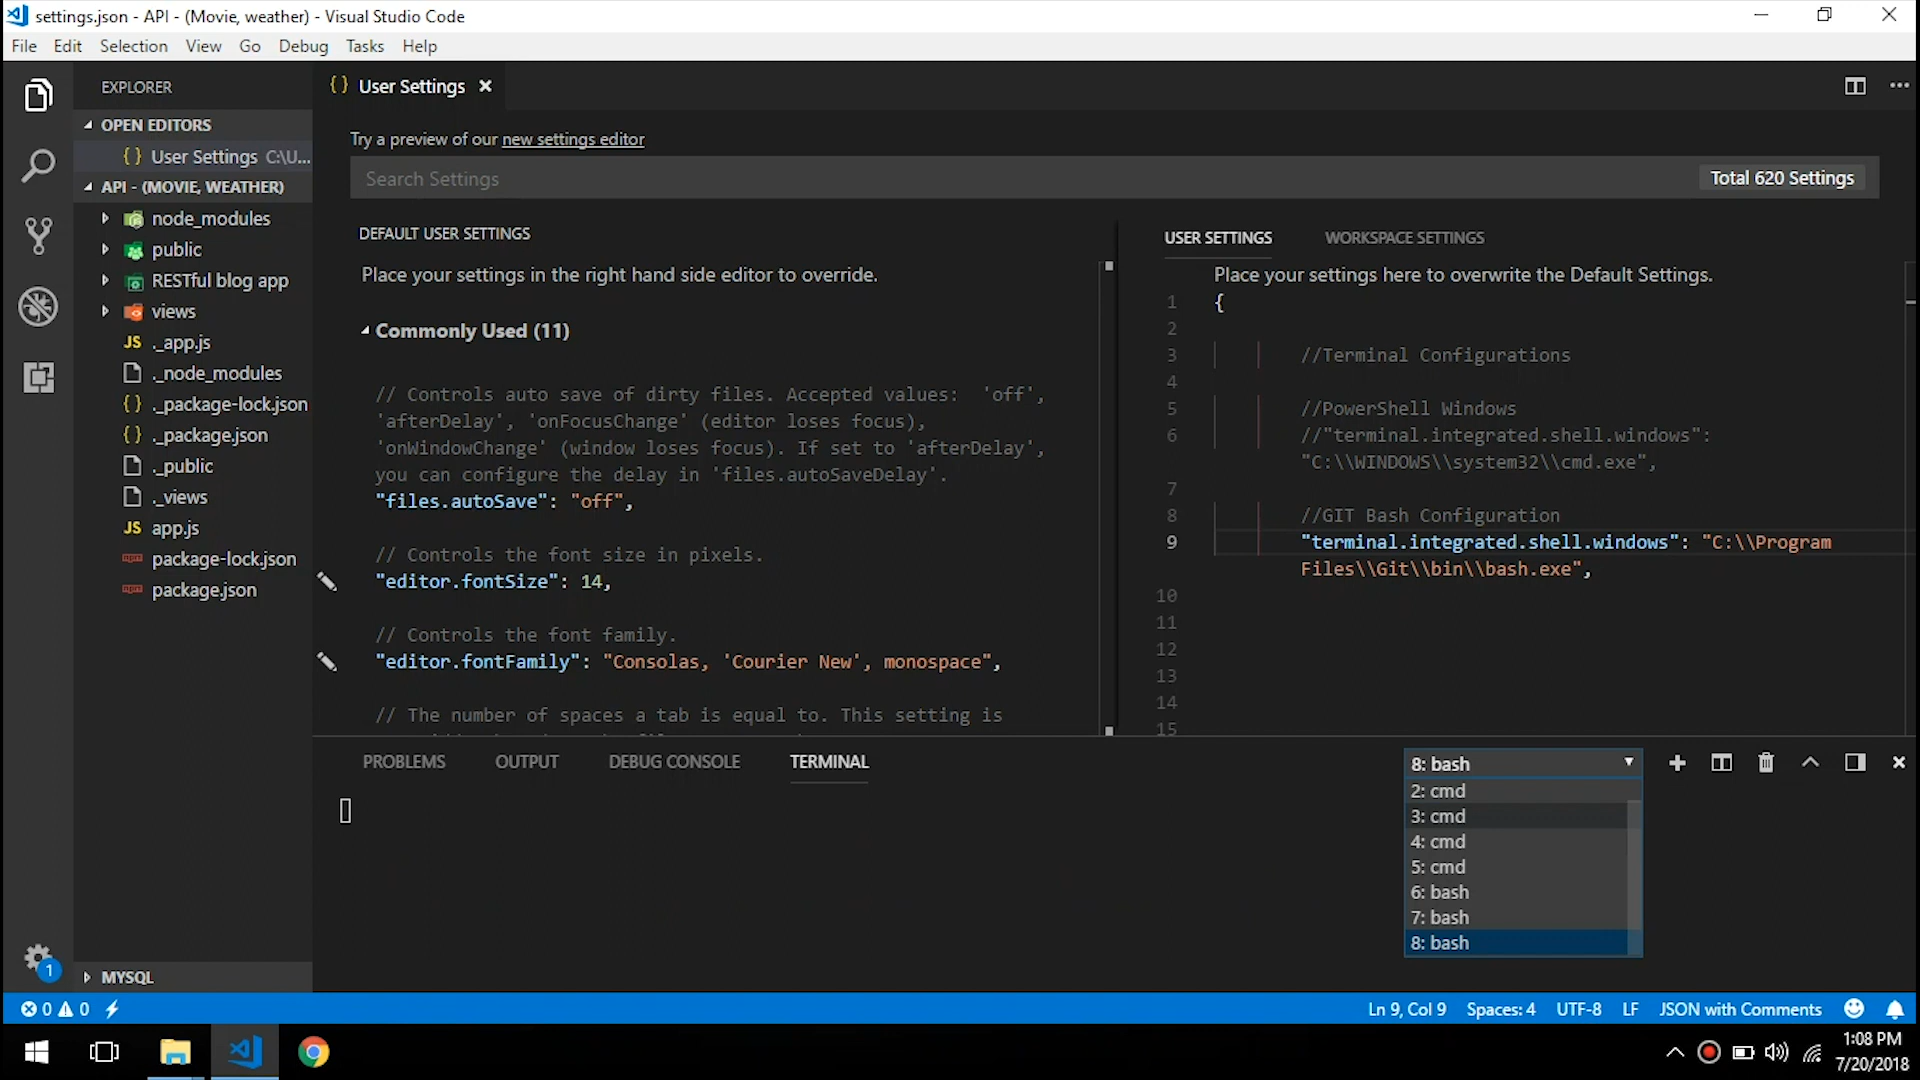 settings.json - API - (Movie, weather) - Visual Studio Code
File Edit Selection View Go Debug Tasks Help
EXPLORER
OPEN EDITORS
{ } User Settings C:\U...
API - (MOVIE, WEATHER)
node_modules
public
RESTful blog app
views
JS ._app.js
._node_modules
{ } ._package-lock.json
{ } ._package.json
._public
._views
JS app.js
package-lock.json
package.json
MYSQL
1
{ } User Settings
Try a preview of our new settings editor
Search Settings
Total 620 Settings
DEFAULT USER SETTINGS
Place your settings in the right hand side editor to override.
Commonly Used (11)
// Controls auto save of dirty files. Accepted values:  'off',
'afterDelay', 'onFocusChange' (editor loses focus),
'onWindowChange' (window loses focus). If set to 'afterDelay',
you can configure the delay in 'files.autoSaveDelay'.
"files.autoSave": "off",
// Controls the font size in pixels.
"editor.fontSize": 14,
// Controls the font family.
"editor.fontFamily": "Consolas, 'Courier New', monospace",
// The number of spaces a tab is equal to. This setting is
USER SETTINGS WORKSPACE SETTINGS
Place your settings here to overwrite the Default Settings.
1 {
2
3 //Terminal Configurations
4
5 //PowerShell Windows
6 //"terminal.integrated.shell.windows":
"C:\\WINDOWS\\system32\\cmd.exe",
7
8 //GIT Bash Configuration
9 "terminal.integrated.shell.windows": "C:\\Program
Files\\Git\\bin\\bash.exe",
10
11
12
13
14
15
PROBLEMS OUTPUT DEBUG CONSOLE TERMINAL
8: bash
2: cmd
3: cmd
4: cmd
5: cmd
6: bash
7: bash
8: bash
0 0 Ln 9, Col 9 Spaces: 4 UTF-8 LF JSON with Comments
1:08 PM
7/20/2018